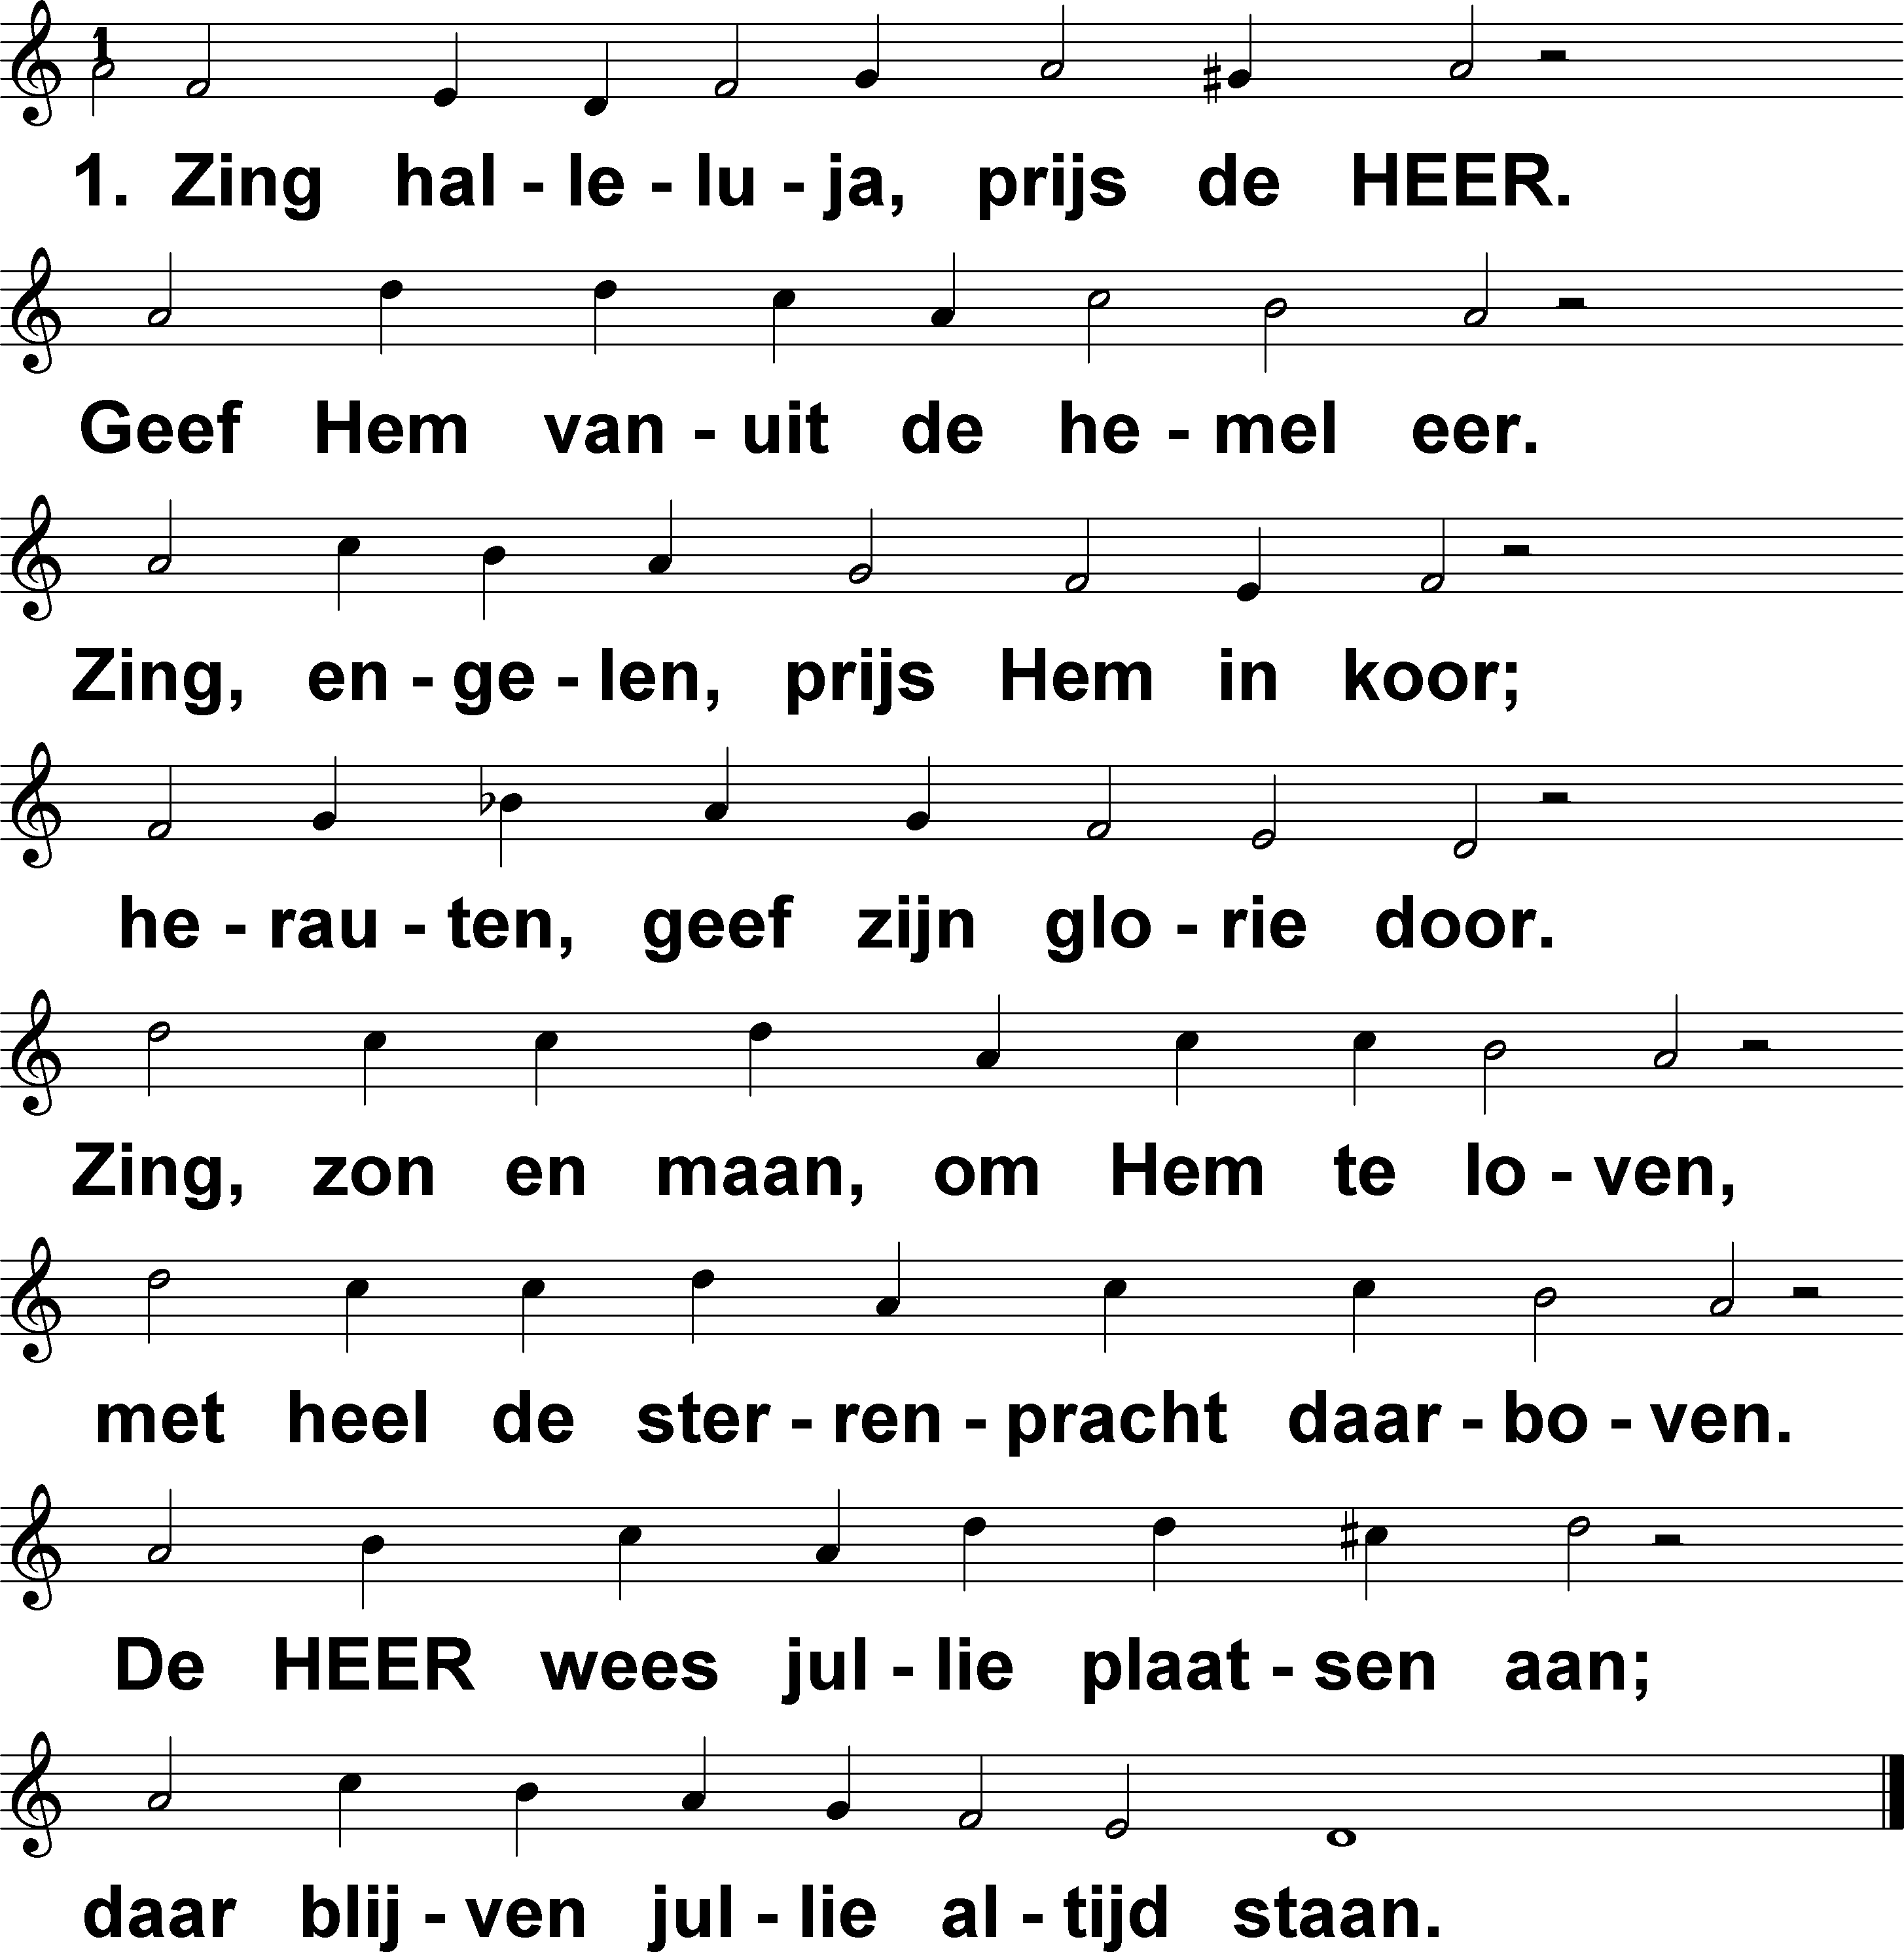 1
1. Zing hal - le - lu - ja, prijs de HEER.
Geef Hem van - uit de he - mel eer.
Zing, en - ge - len, prijs Hem in koor;
he - rau - ten, geef zijn glo - rie door.
Zing, zon en maan, om Hem te lo - ven,
met heel de ster - ren - pracht daar - bo - ven.
De HEER wees jul - lie plaat - sen aan;
daar blij - ven jul - lie al - tijd staan.